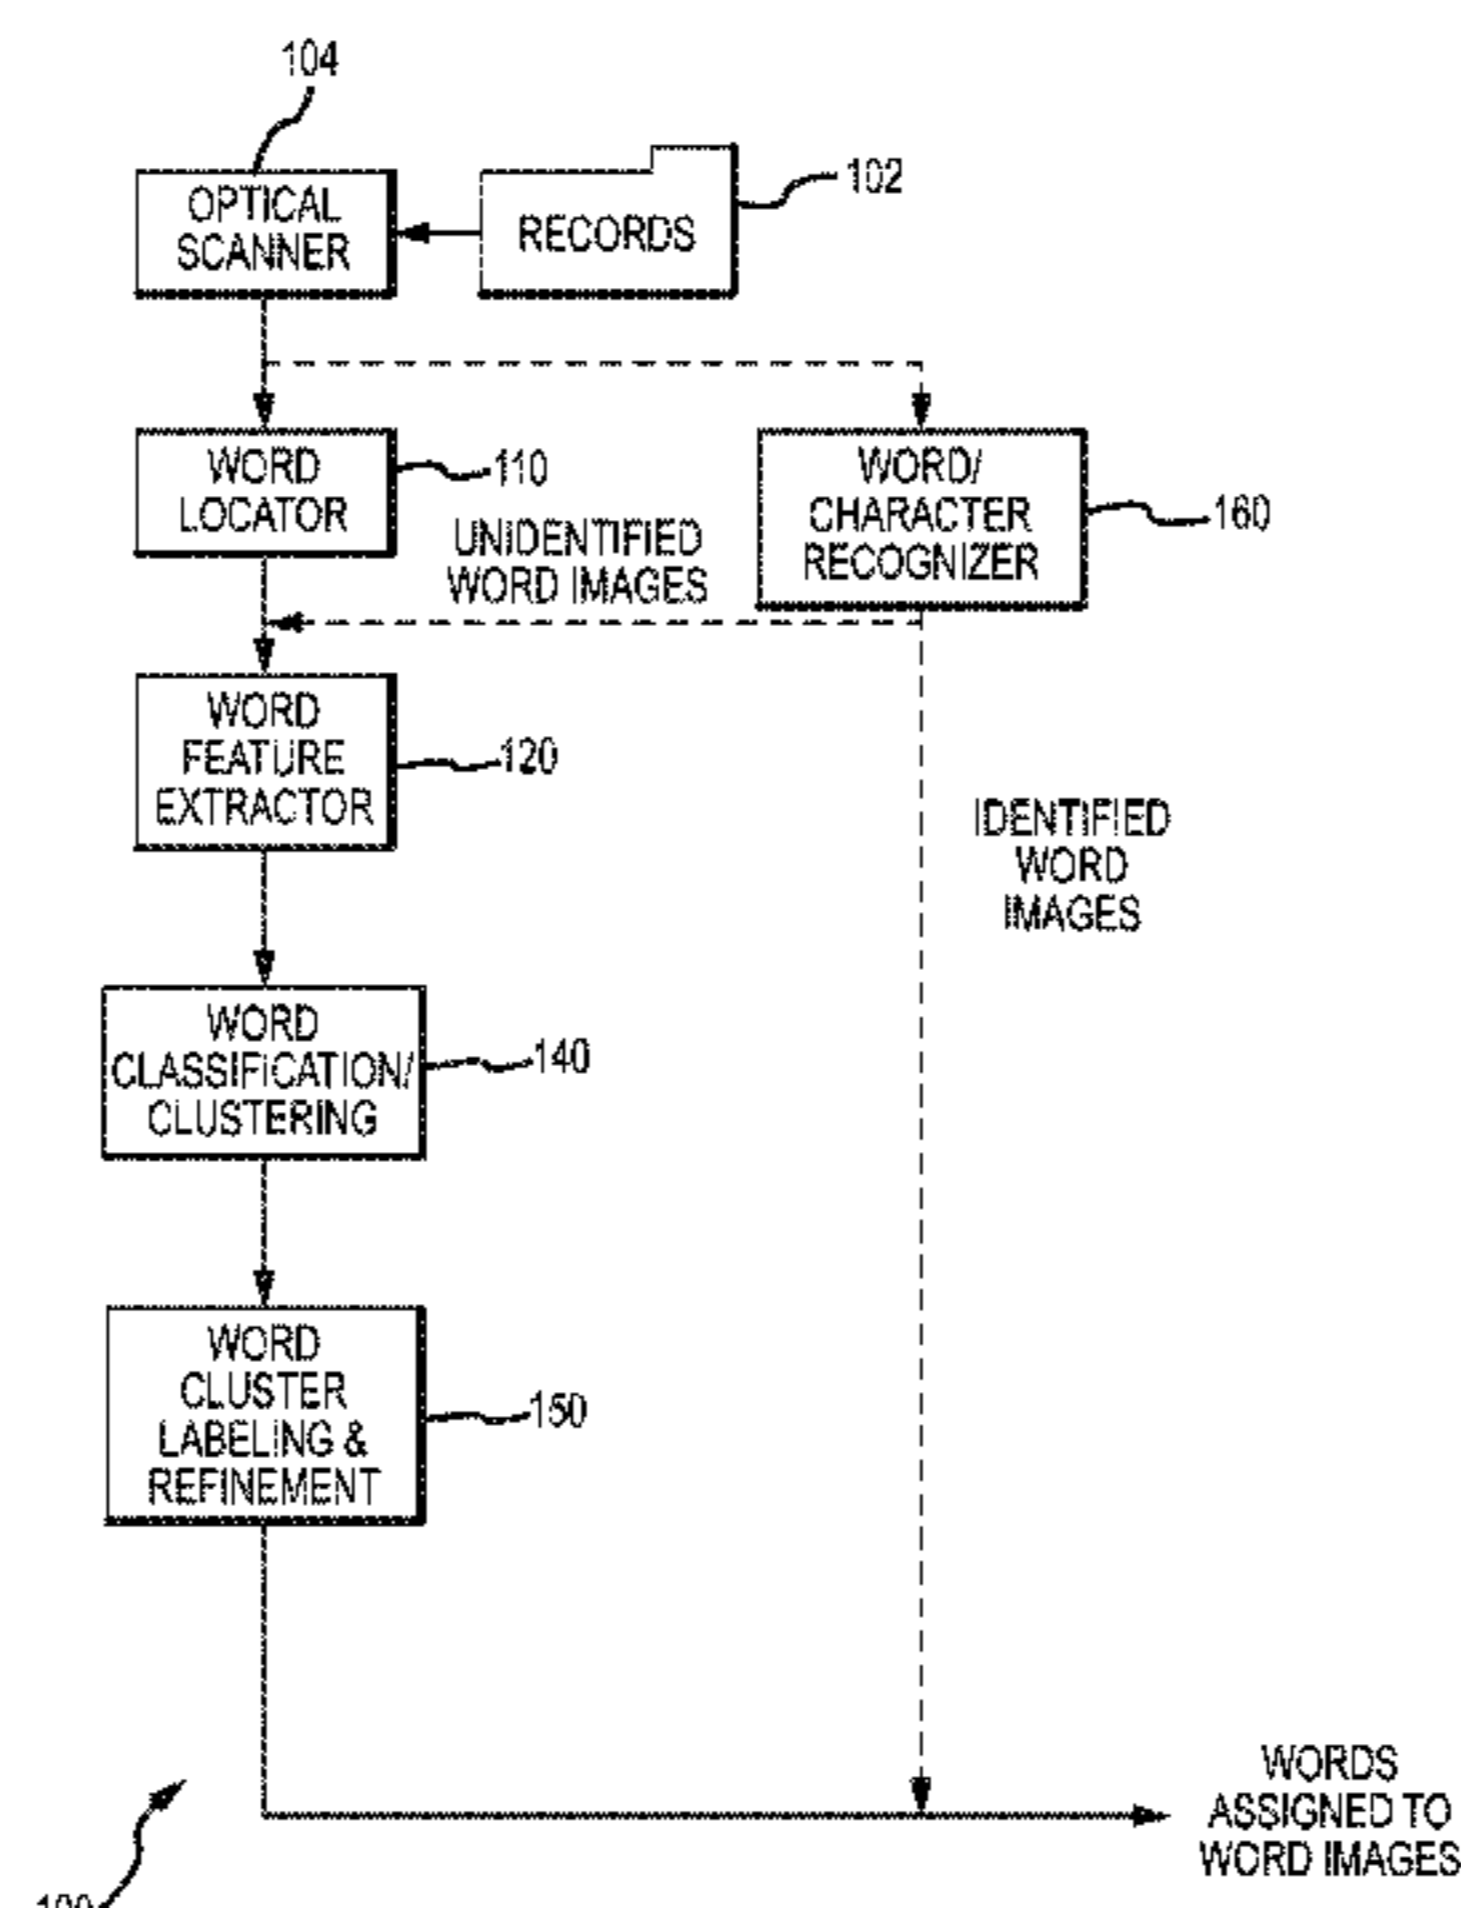 104
102
OPTICAL
SCANNER
RECORDS
WORD
LOCATOR
110
WORD/
CHARACTER
RECOGNIZER
160
UNIDENTIFIED
WORD IMAGES
WORD
FEATURE
EXTRACTOR
120
IDENTIFIED
WORD
IMAGES
WORD
CLASSIFICATION/
CLUSTERING
140
WORD
CLUSTER
LABELING &
REFINEMENT
150
WORDS
ASSIGNED TO
WORD IMAGES